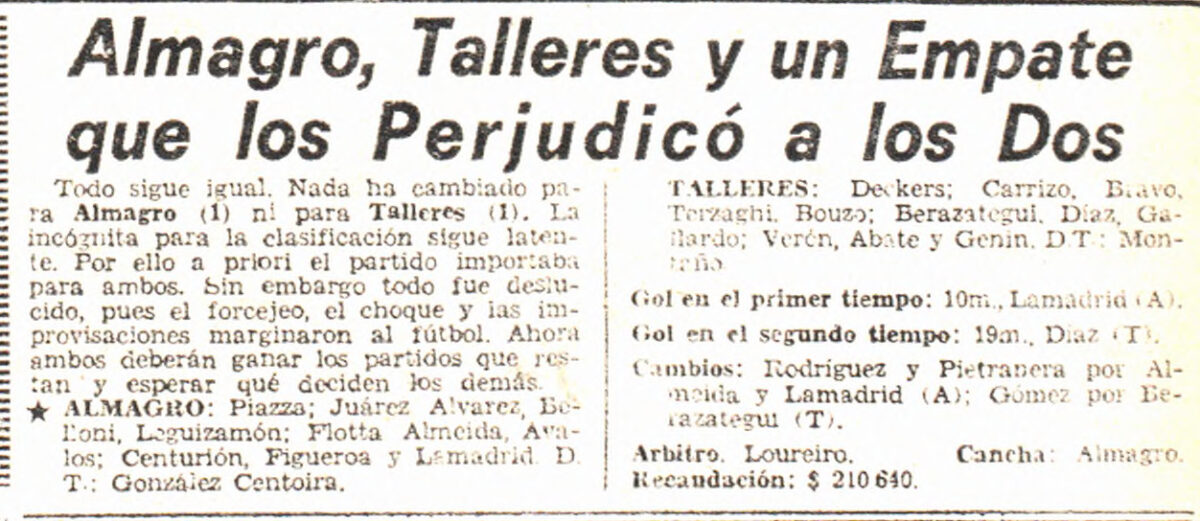 Almagro, Talleres y un Empate
que los Perjudicó a los Dos
Todo sigue igual. Nada ha cambiado pa-
ra Almagro (1) ni para Talleres (1). La
incógnita para la clasificación sigue laten-
te. Por ello a priori el partido importaba
para ambos. Sin embargo todo fue deslu-
cido, pues el forcejeo, el choque y las im-
provisaciones marginaron al fútbol. Ahora
ambos deberán ganar los partidos que res-
tan y esperar qué deciden los demás.
★ ALMAGRO: Piazza; Juárez Alvarez, Be-
lloni, Leguizamón; Flotta Almeida, Ava-
los; Centurión, Figueroa y Lamadrid. D.
T.: González Centoira.
TALLERES: Deckers; Carrizo, Bravo,
Terzaghi, Bouzo; Berazategui, Díaz, Ga-
llardo; Verón, Abate y Genin. D.T.: Mon-
taño.
Gol en el primer tiempo: 10m., Lamadrid (A).
Gol en el segundo tiempo: 19m., Díaz (T).
Cambios: Rodríguez y Pietranera por Al-
meida y Lamadrid (A); Gómez por Be-
razategui (T).
Arbitro. Loureiro. Cancha: Almagro.
Recaudación: $ 210 640.